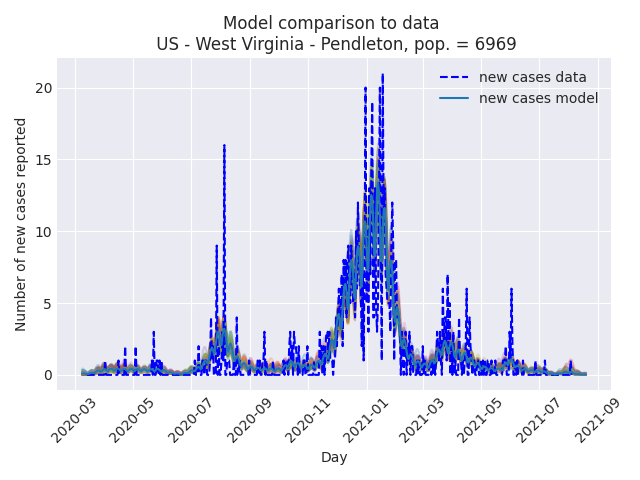 Model comparison to data
US - West Virginia - Pendleton, pop. = 6969
new cases data
new cases model
Number of new cases reported
20
15
10
5
0
2020-03
2020-05
2020-07
2020-09
2020-11
2021-01
2021-03
2021-05
2021-07
2021-09
Day